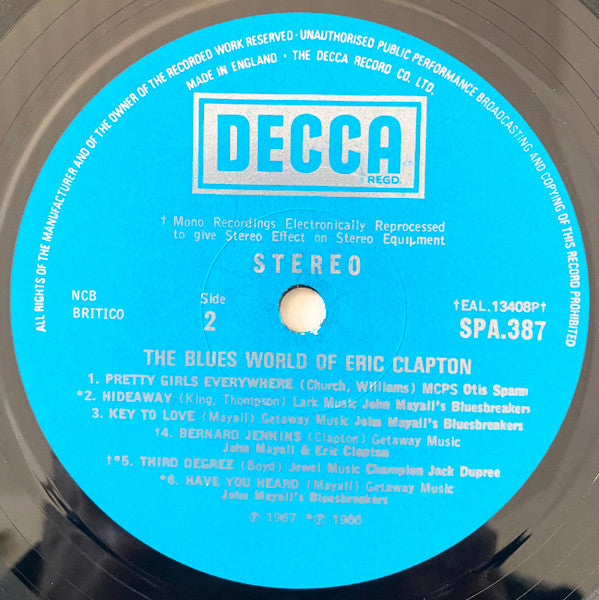 ALL RIGHTS OF THE MANUFACTURER AND OF THE OWNER OF THE RECORDED WORK RESERVED · UNAUTHORISED PUBLIC PERFORMANCE BROADCASTING AND COPYING OF THIS RECORD PROHIBITED
MADE IN ENGLAND · THE DECCA RECORD CO. LTD.
DECCA
REGD.
† Mono Recordings Electronically Reprocessed
to give Stereo Effect on Stereo Equipment
STEREO
NCB
BRITICO
Side
2
†EAL.13408P†
SPA.387
THE BLUES WORLD OF ERIC CLAPTON
1. PRETTY GIRLS EVERYWHERE (Church, Williams) MCPS Otis Spann
*2. HIDEAWAY (King, Thompson) Lark Music John Mayall's Bluesbreakers
3. KEY TO LOVE (Mayall) Getaway Music John Mayall's Bluesbreakers
†4. BERNARD JENKINS (Clapton) Getaway Music
John Mayall & Eric Clapton
†*5. THIRD DEGREE (Boyd) Jewel Music Champion Jack Dupree
*6. HAVE YOU HEARD (Mayall) Getaway Music
John Mayall's Bluesbreakers
℗ 1967 *℗ 1966